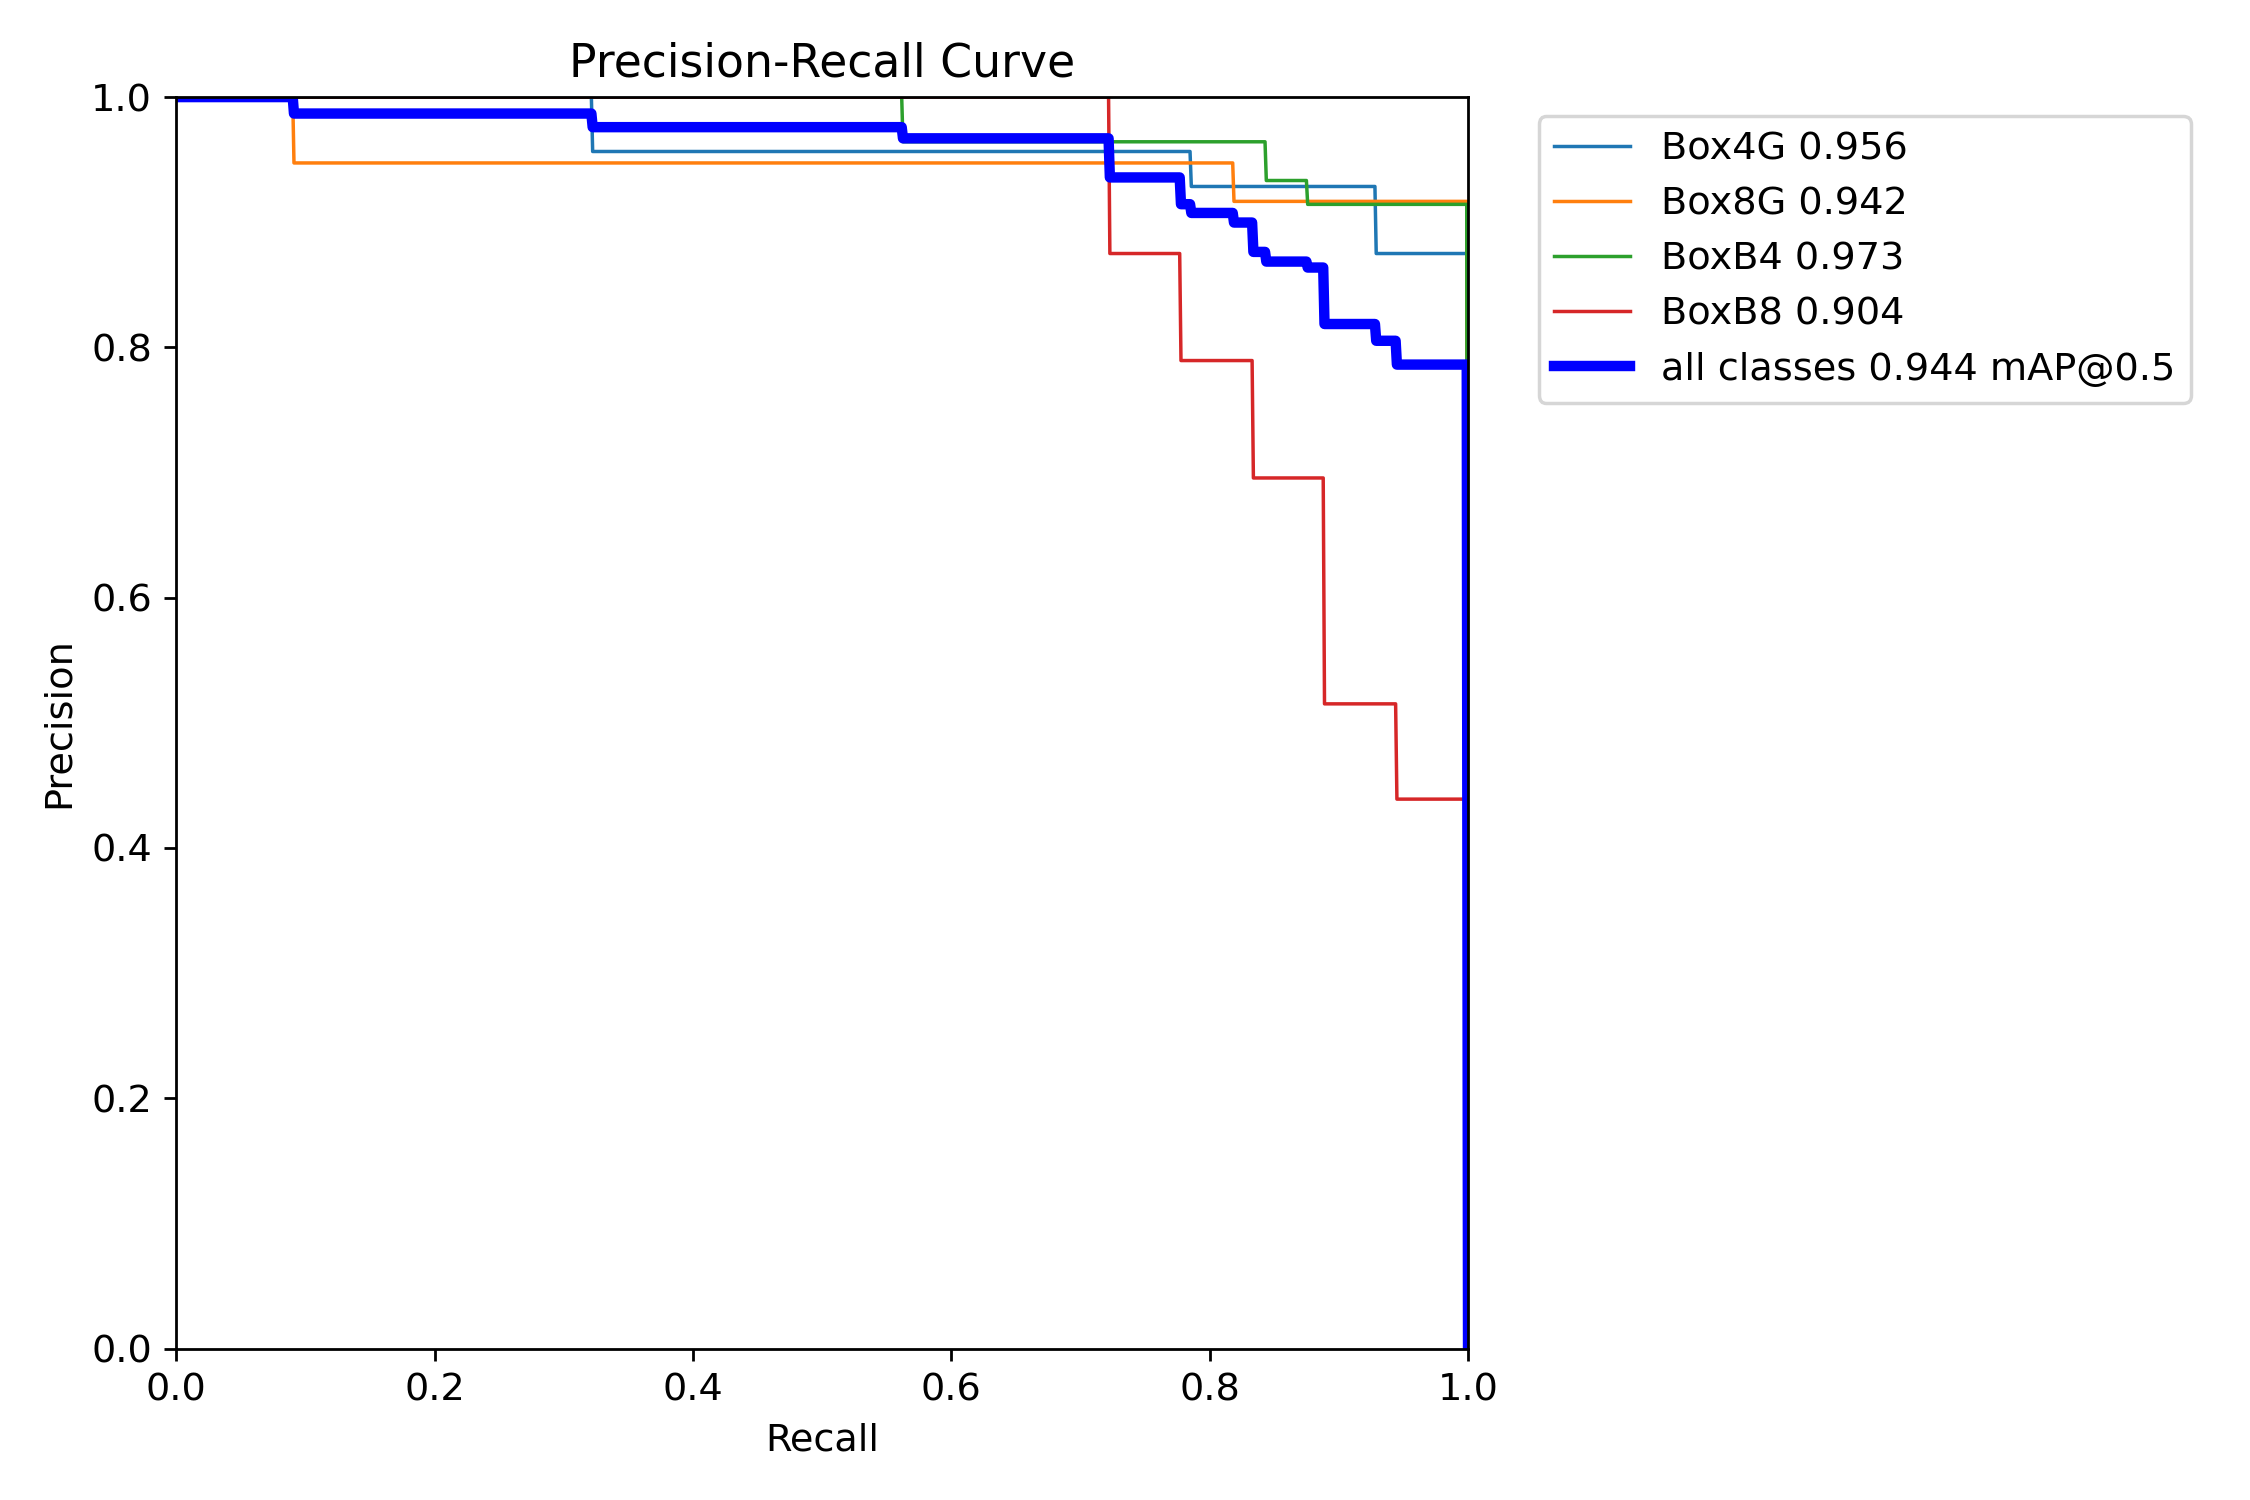 Precision-Recall Curve
1.0
0.8
0.6
0.4
0.2
0.0
Precision
0.0 0.2 0.4 0.6 0.8 1.0
Recall
Box4G 0.956
Box8G 0.942
BoxB4 0.973
BoxB8 0.904
all classes 0.944 mAP@0.5